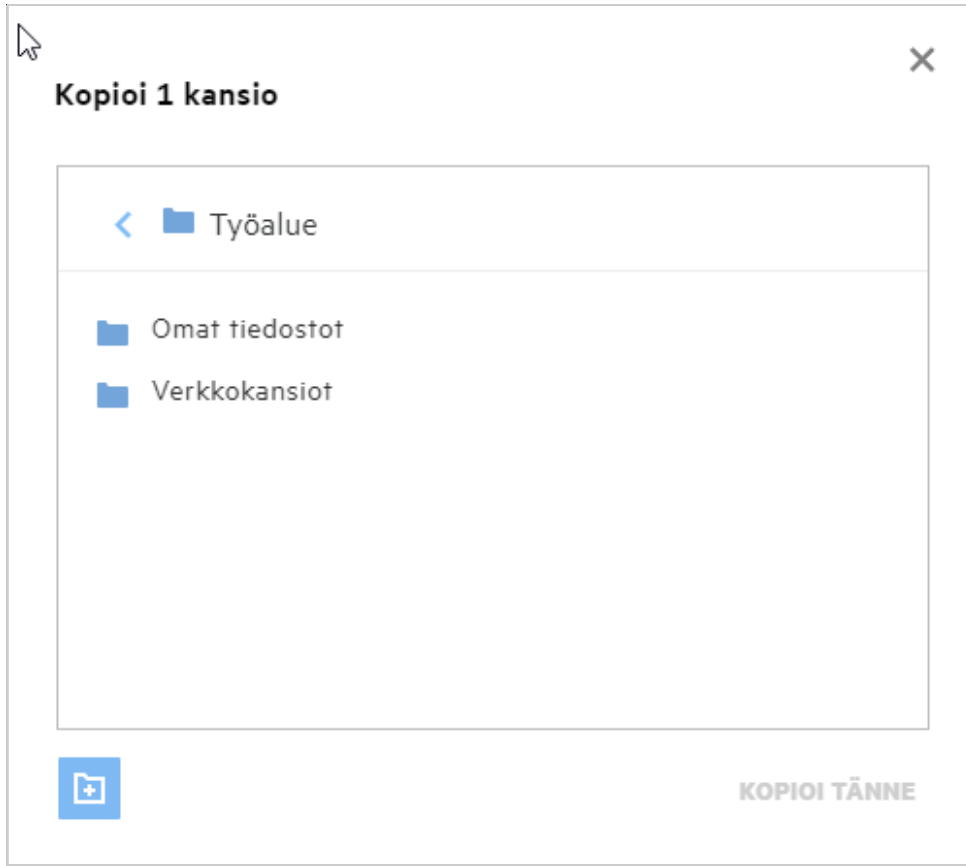 Kopioi 1 kansio
Työalue
Omat tiedostot
Verkkokansiot
KOPIOI TÄNNE